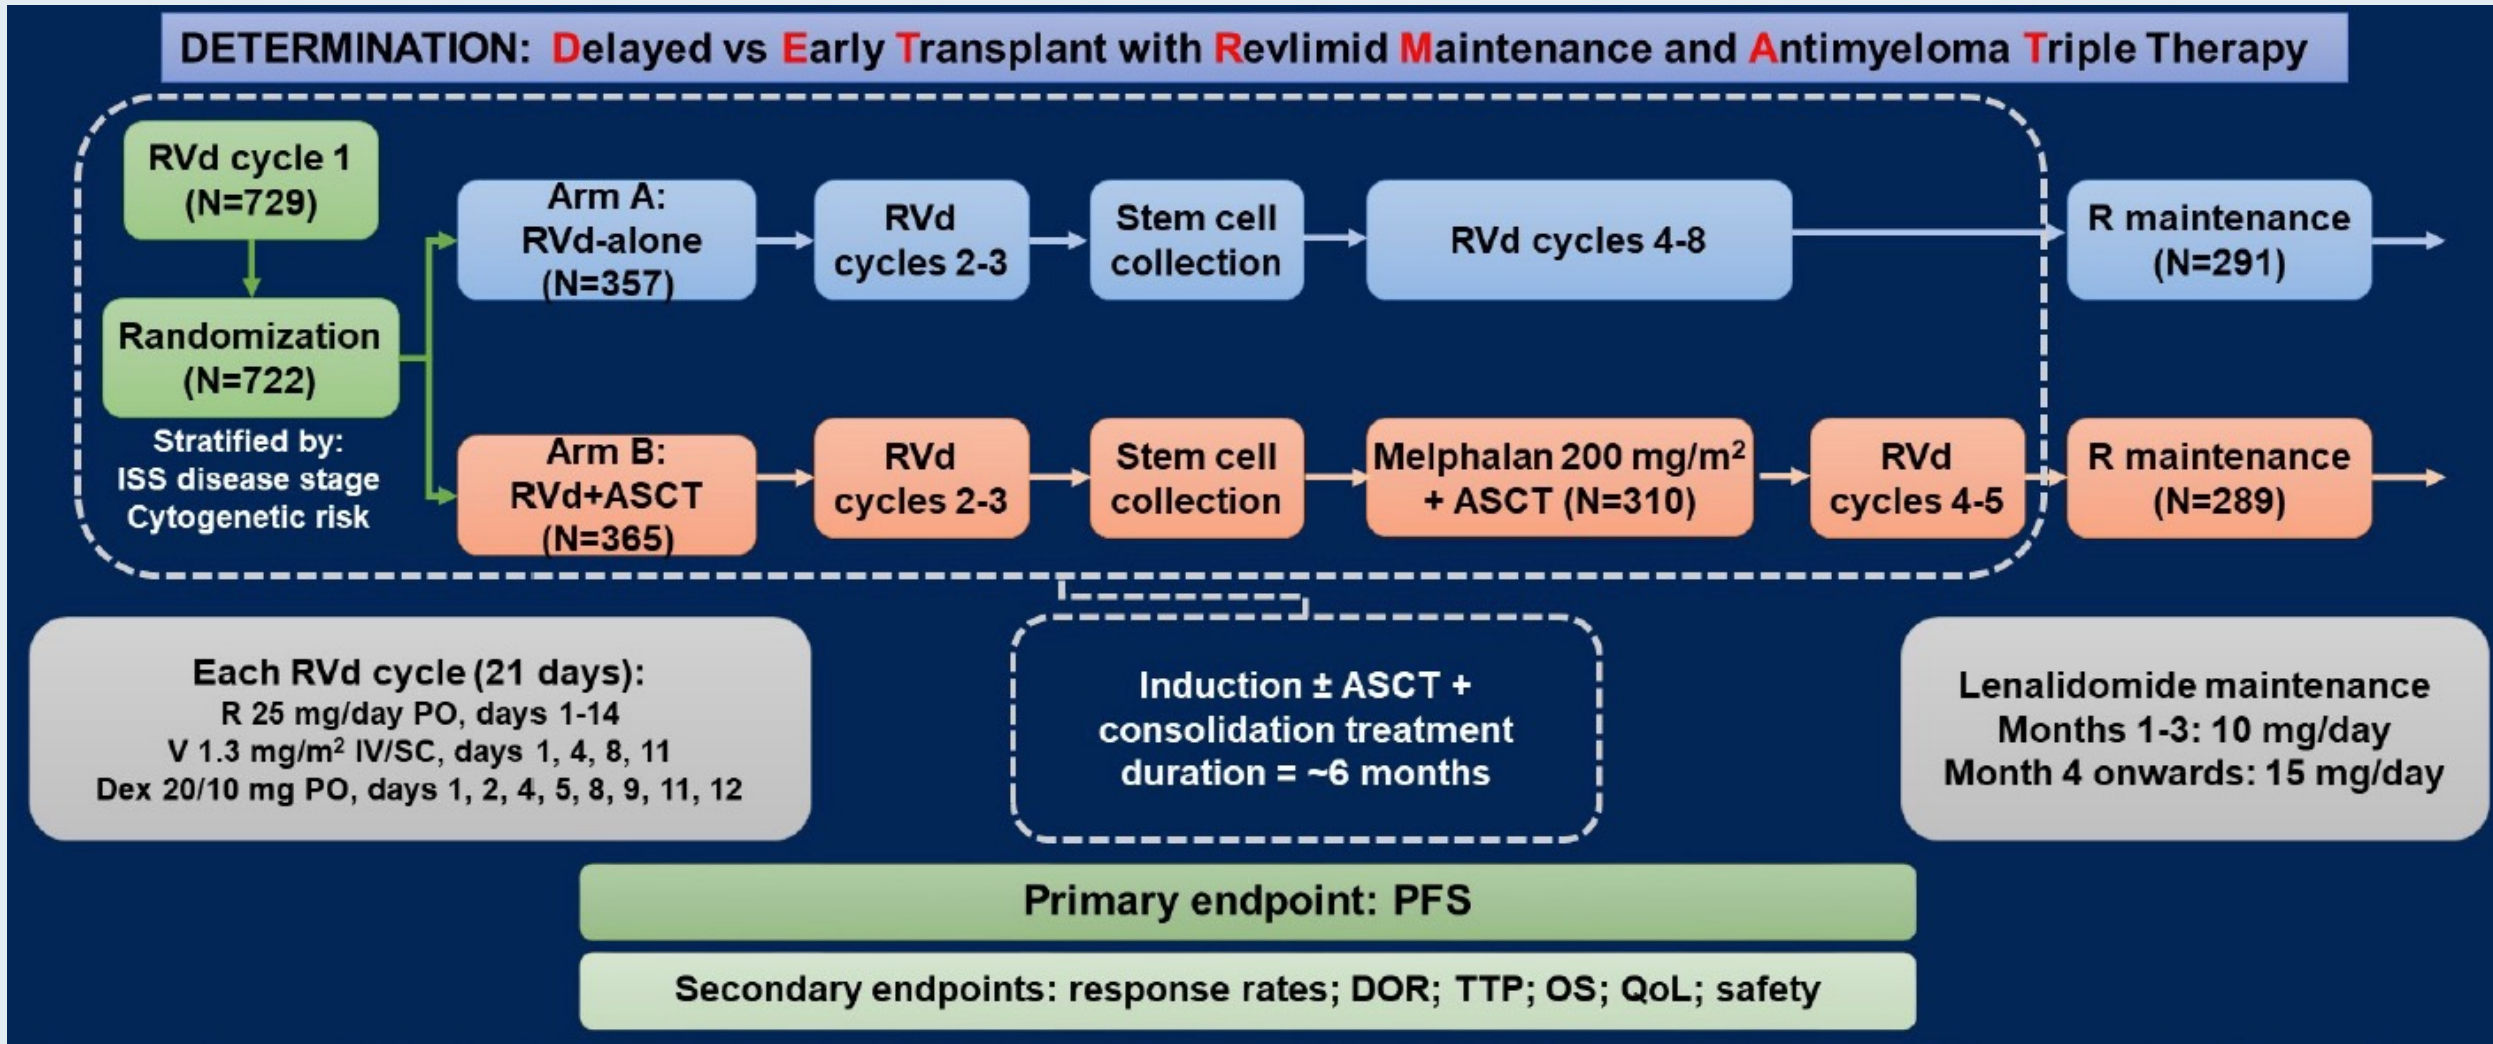 DETERMINATION: Delayed vs Early Transplant with Revlimid Maintenance and Antimyeloma Triple Therapy
RVd cycle 1
(N=729)
Randomization
(N=722)
Stratified by:
ISS disease stage
Cytogenetic risk
Arm A:
RVd-alone
(N=357)
RVd
cycles 2-3
Stem cell
collection
RVd cycles 4-8
R maintenance
(N=291)
Arm B:
RVd+ASCT
(N=365)
RVd
cycles 2-3
Stem cell
collection
Melphalan 200 mg/m²
+ ASCT (N=310)
RVd
cycles 4-5
R maintenance
(N=289)
Each RVd cycle (21 days):
R 25 mg/day PO, days 1-14
V 1.3 mg/m² IV/SC, days 1, 4, 8, 11
Dex 20/10 mg PO, days 1, 2, 4, 5, 8, 9, 11, 12
Induction ± ASCT +
consolidation treatment
duration = ~6 months
Lenalidomide maintenance
Months 1-3: 10 mg/day
Month 4 onwards: 15 mg/day
Primary endpoint: PFS
Secondary endpoints: response rates; DOR; TTP; OS; QoL; safety